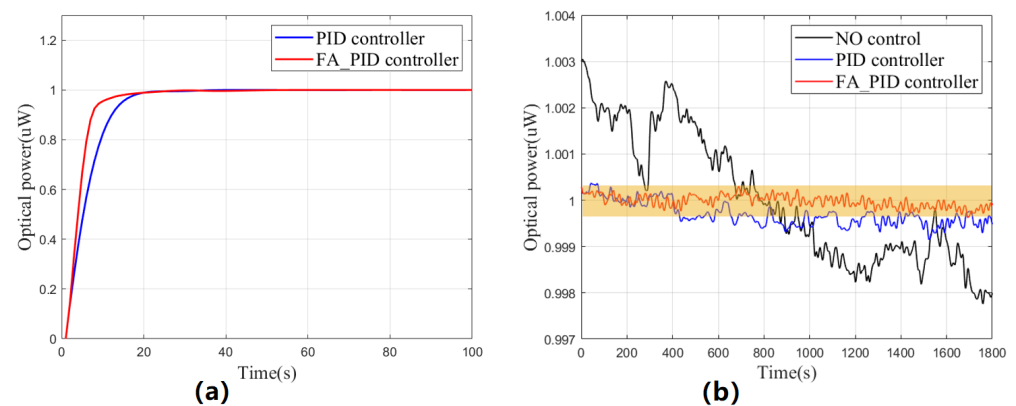 Optical power(uW)
1.2
1
0.8
0.6
0.4
0.2
0
0
20
40
60
80
100
Time(s)
PID controller
FA_PID controller
(a)
Optical power(uW)
1.004
1.003
1.002
1.001
1
0.999
0.998
0.997
0
200
400
600
800
1000
1200
1400
1600
1800
Time(s)
NO control
PID controller
FA_PID controller
(b)